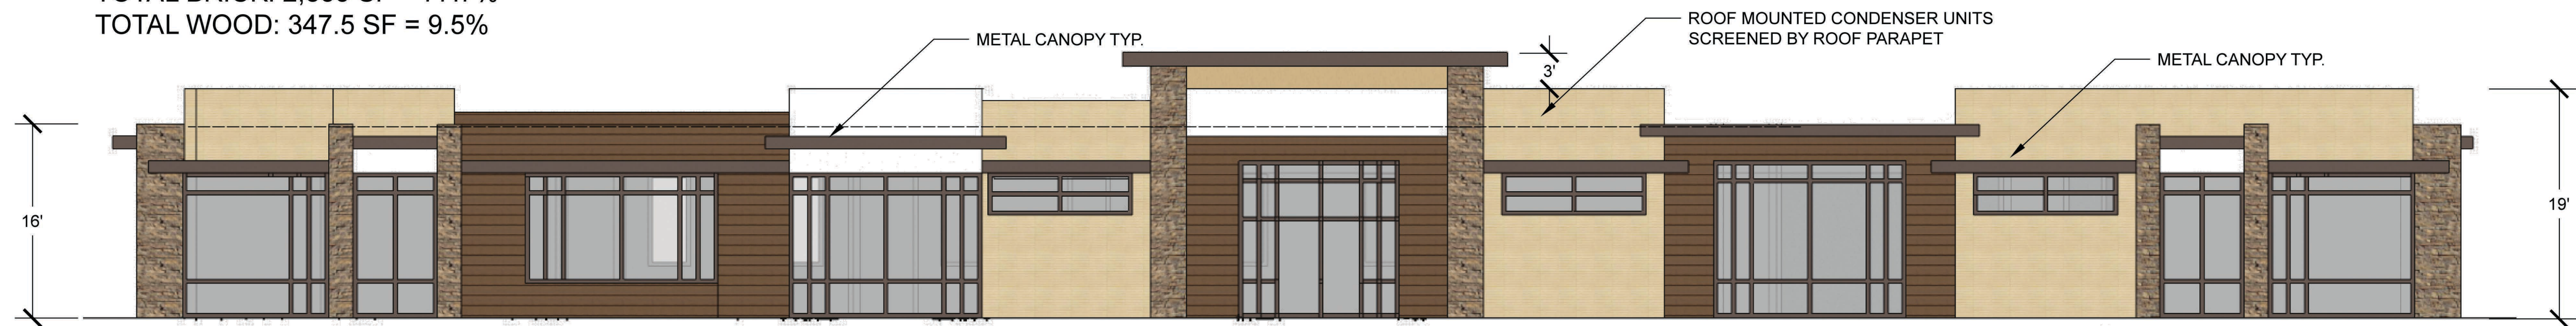 TOTAL WOOD: 347.5 SF = 9.5%
METAL CANOPY TYP.
ROOF MOUNTED CONDENSER UNITS
SCREENED BY ROOF PARAPET
3'
METAL CANOPY TYP.
16'
19'